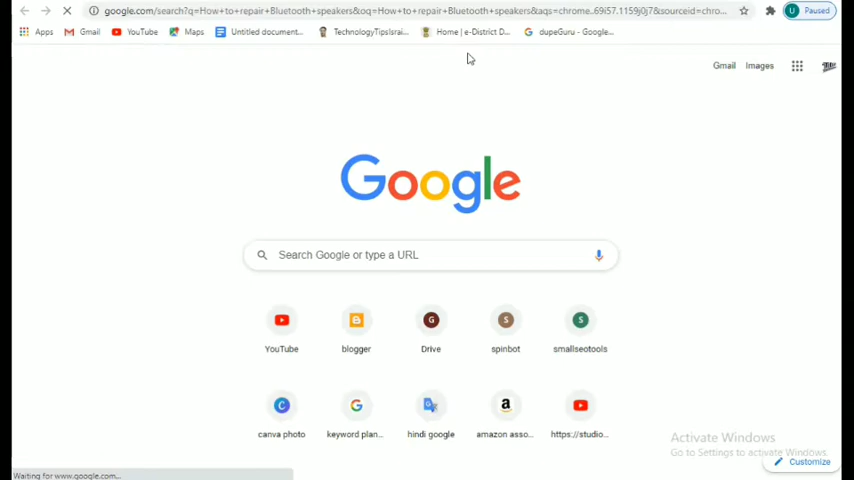 google.com/search?q=How+to+repair+Bluetooth+speakers&oq=How+to+repair+Bluetooth+speakers&aqs=chrome..69i57.1159j0j7&sourceid=chro... U Paused
Apps Gmail YouTube Maps Untitled document... TechnologyTipsIsrai... Home | e-District D... dupeGuru - Google...
Gmail Images
Google
Search Google or type a URL
G S S
YouTube blogger Drive spinbot smallseotools
canva photo keyword plan... hindi google amazon asso... https://studio...
Activate Windows
Go to Settings to activate Windows.
Customize
Waiting for www.google.com...